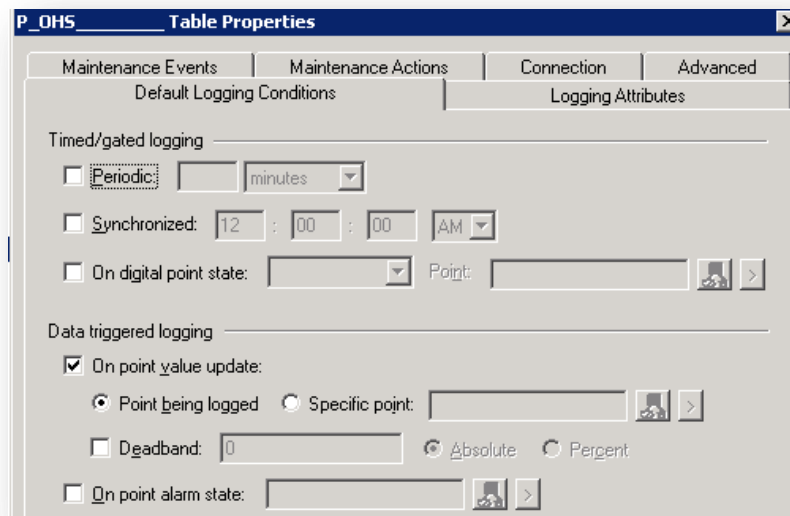 P_OHS________ Table Properties
Maintenance Events Maintenance Actions Connection Advanced
Default Logging Conditions Logging Attributes
Timed/gated logging
Periodic: minutes
Synchronized: 12 : 00 : 00 AM
On digital point state: Point: >
Data triggered logging
On point value update:
Point being logged Specific point: >
Deadband: 0 Absolute Percent
On point alarm state: >